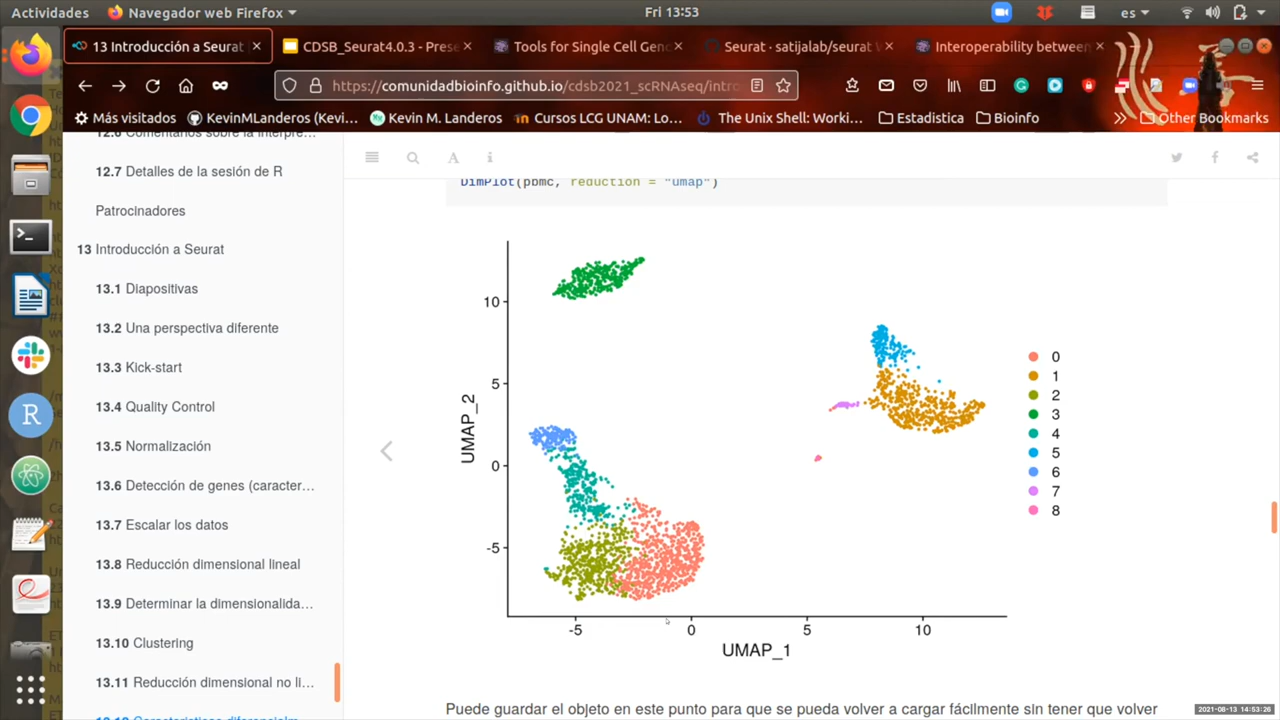 Actividades
Navegador web Firefox
Fri 13:53
es
13 Introducción a Seurat
CDSB_Seurat4.0.3 - Prese
Tools for Single Cell Geno
Seurat · satijalab/seurat W
Interoperability between
https://comunidadbioinfo.github.io/cdsb2021_scRNAseq/intro
Más visitados
KevinMLanderos (Kevi…
Kevin M. Landeros
Cursos LCG UNAM: Lo…
The Unix Shell: Worki…
Estadistica
Bioinfo
Other Bookmarks
12.7 Detalles de la sesión de R
Patrocinadores
13 Introducción a Seurat
13.1 Diapositivas
13.2 Una perspectiva diferente
13.3 Kick-start
13.4 Quality Control
13.5 Normalización
13.6 Detección de genes (caracter…
13.7 Escalar los datos
13.8 Reducción dimensional lineal
13.9 Determinar la dimensionalida…
13.10 Clustering
13.11 Reducción dimensional no li…
DimPlot(pbmc, reduction = "umap")
10
5
0
-5
UMAP_2
-5
0
5
10
UMAP_1
0
1
2
3
4
5
6
7
8
Puede guardar el objeto en este punto para que se pueda volver a cargar fácilmente sin tener que volver
2021-08-13 14:53:26